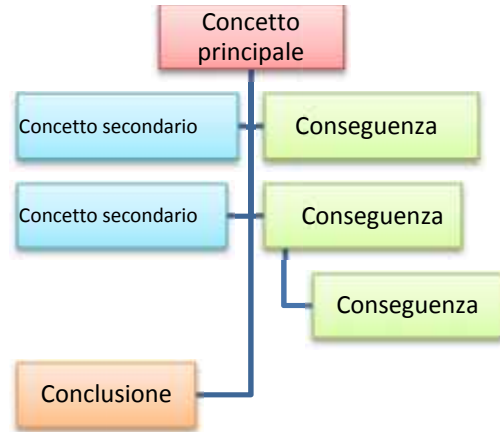 Concetto
principale
Concetto secondario
Conseguenza
Concetto secondario
Conseguenza
Conseguenza
Conclusione